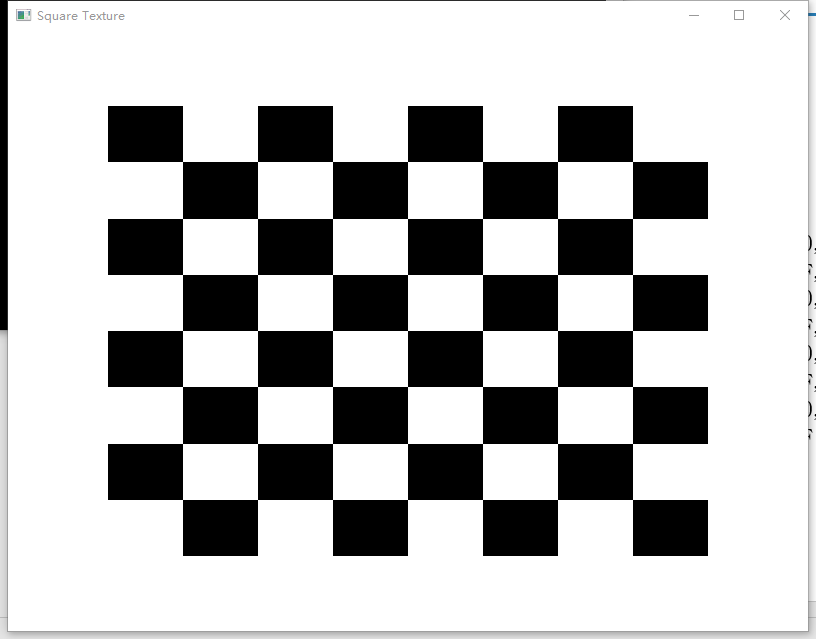 Square Texture
),
F,
),
F,
),
F,
),
F